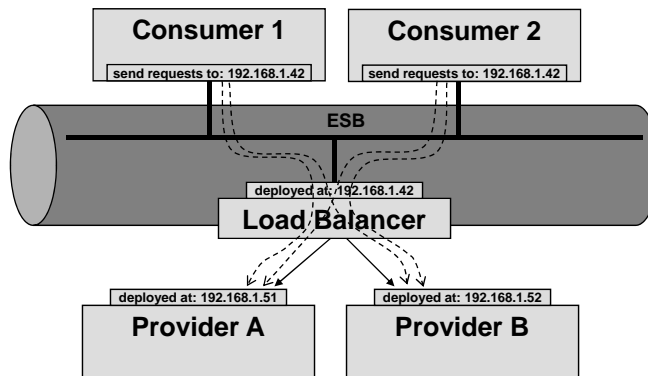 Consumer 1
Consumer 2
send requests to: 192.168.1.42
send requests to: 192.168.1.42
ESB
deployed at: 192.168.1.42
Load Balancer
deployed at: 192.168.1.51
deployed at: 192.168.1.52
Provider A
Provider B